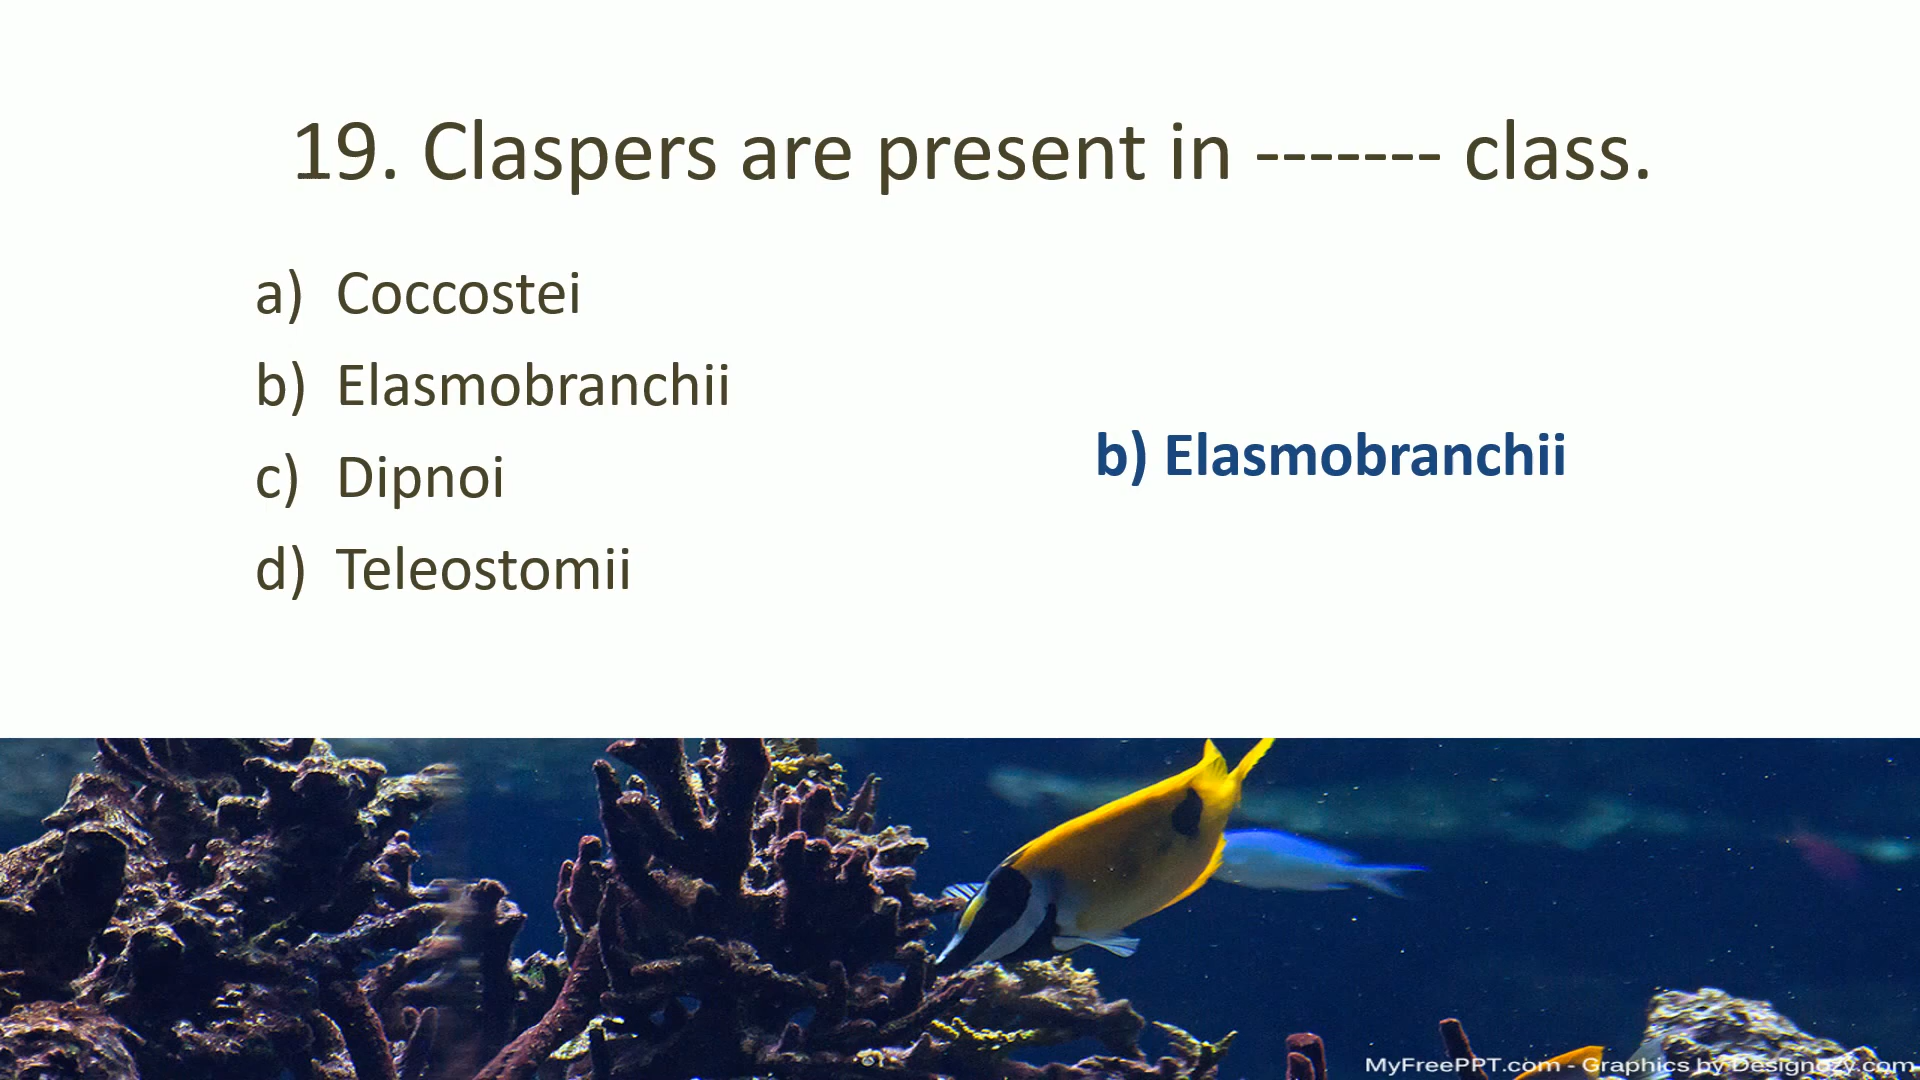 19. Claspers are present in ------- class.
a) Coccostei
b) Elasmobranchii
c) Dipnoi
d) Teleostomii
b) Elasmobranchii
MyFreePPT.com - Graphics by Designozy.com